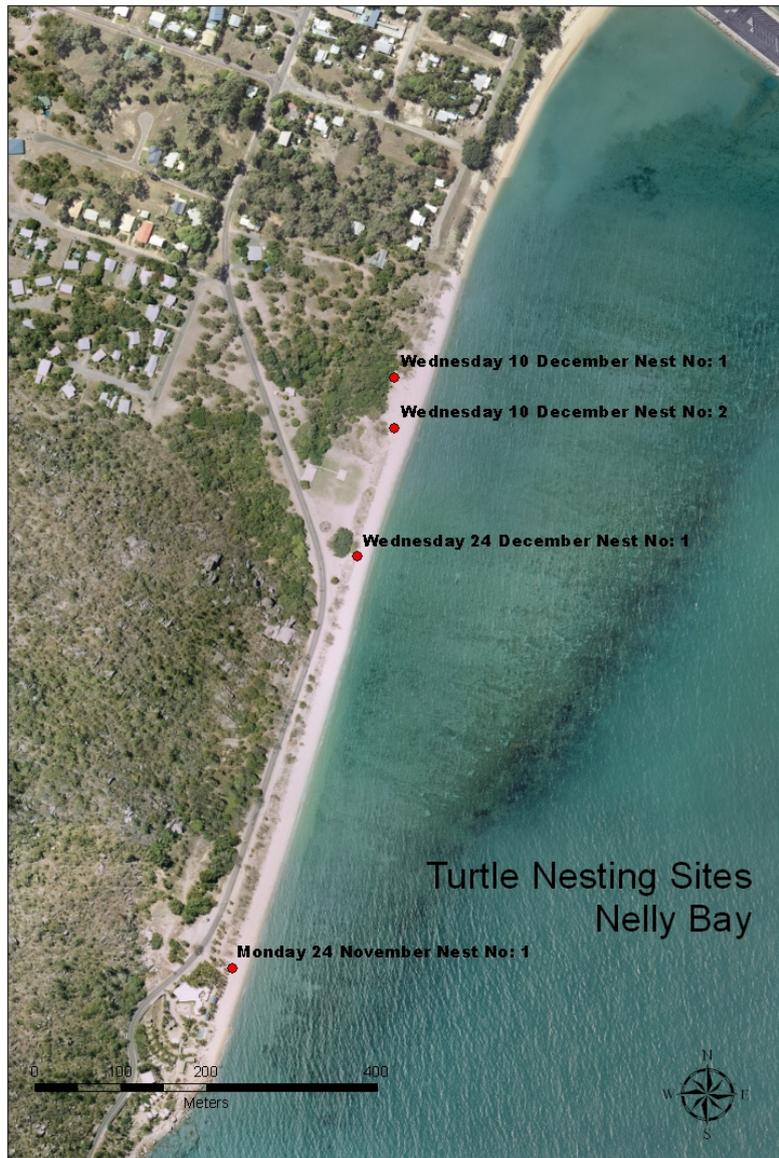 Wednesday 10 December Nest No: 1
Wednesday 10 December Nest No: 2
Wednesday 24 December Nest No: 1
Turtle Nesting Sites
Nelly Bay
Monday 24 November Nest No: 1
0 100 200 400
Meters
N
W E
S